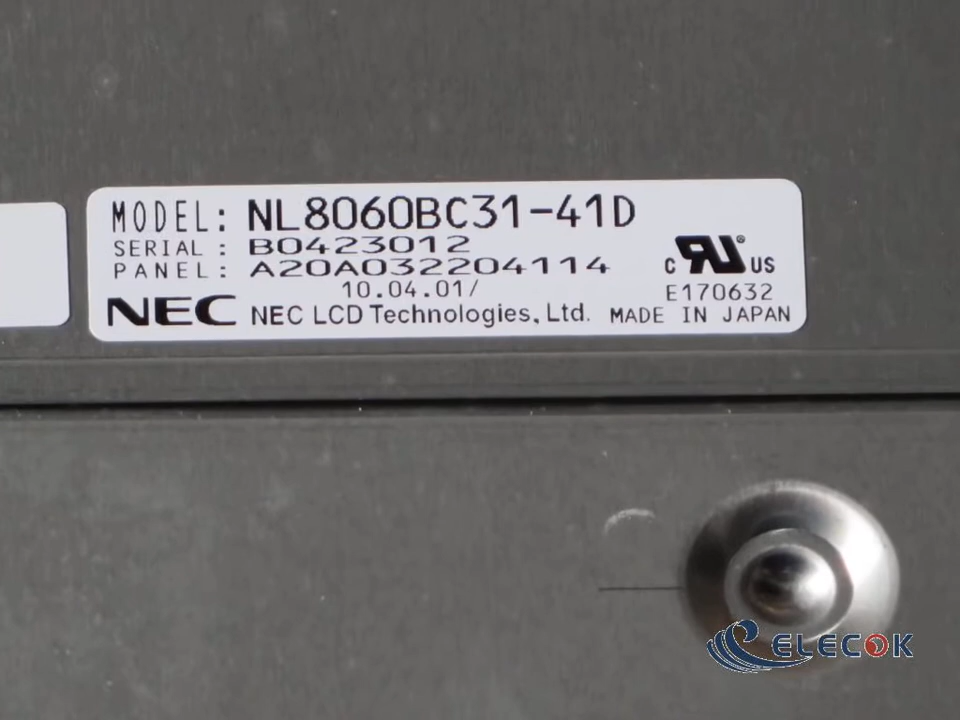 MODEL: NL8060BC31-41D
SERIAL : B0423012
PANEL: A20A032204114
10.04.01/
NEC NEC LCD Technologies, Ltd.
c RU® US
E170632
MADE IN JAPAN
ELECOK